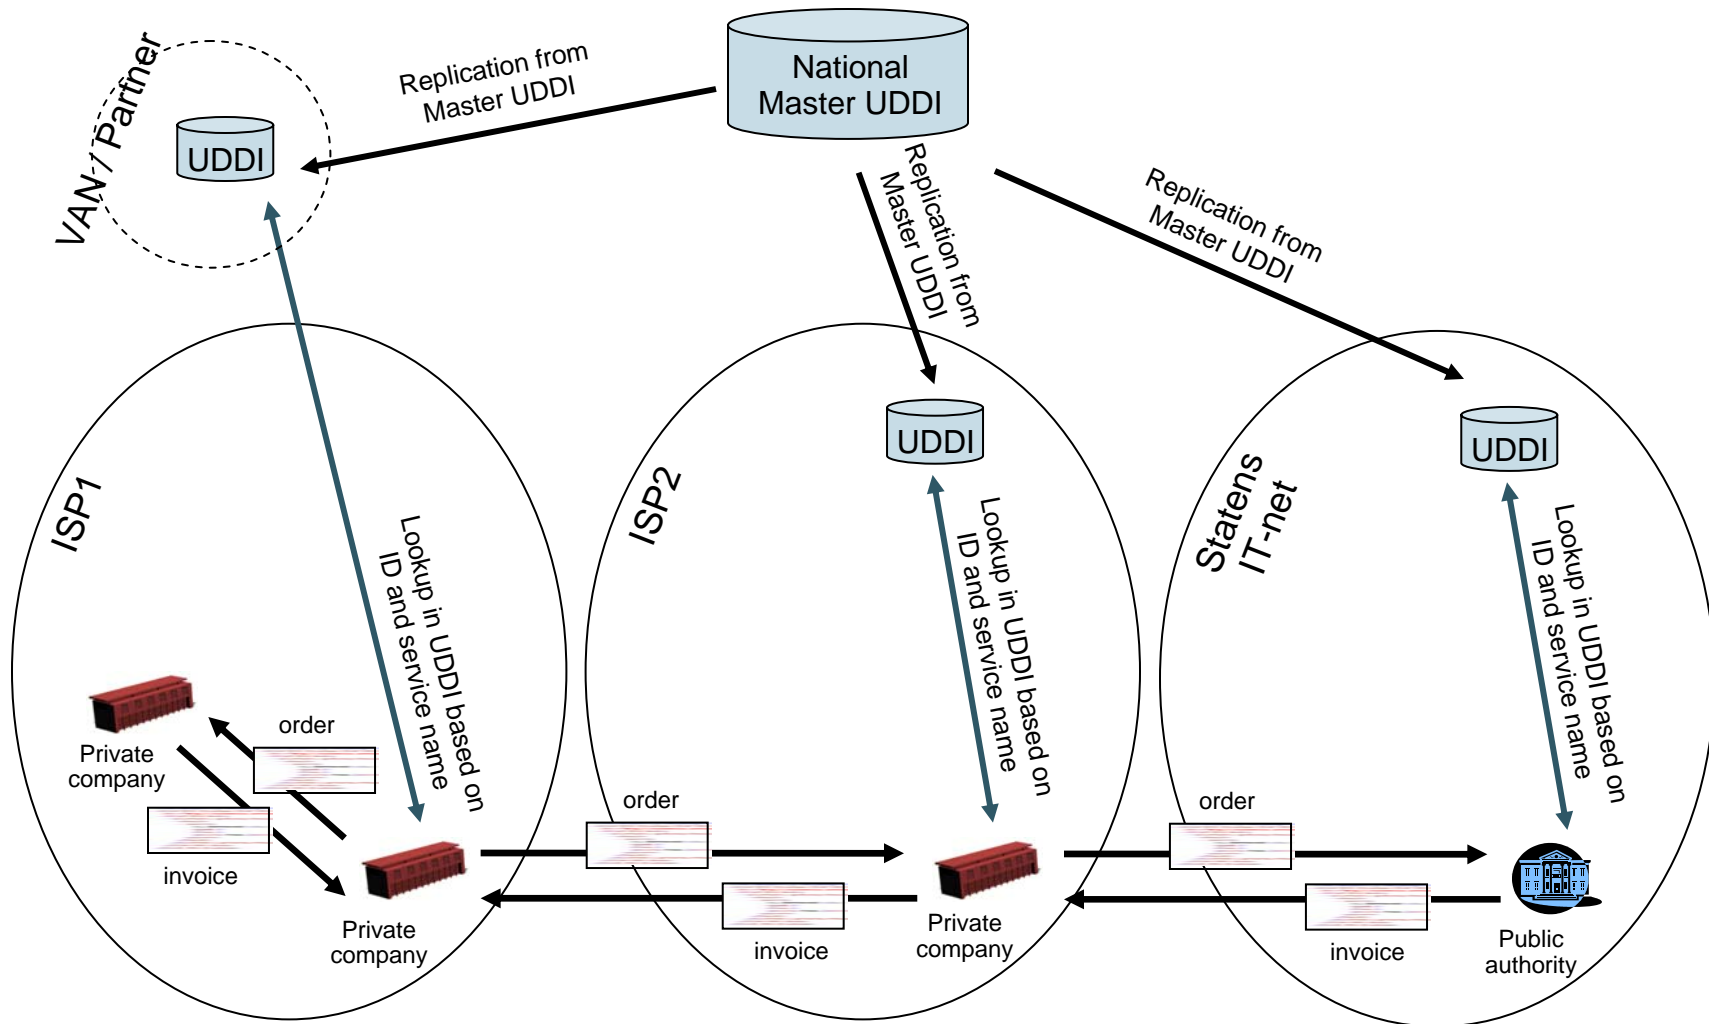 National
Master UDDI
Replication from
Master UDDI
VAN / Partner
UDDI
Replication from
Master UDDI
Replication from
Master UDDI
ISP1
Lookup in UDDI based on
ID and service name
order
Private
company
invoice
Private
company
ISP2
UDDI
Lookup in UDDI based on
ID and service name
order
invoice
Private
company
Statens
IT-net
UDDI
Lookup in UDDI based on
ID and service name
order
invoice
Public
authority